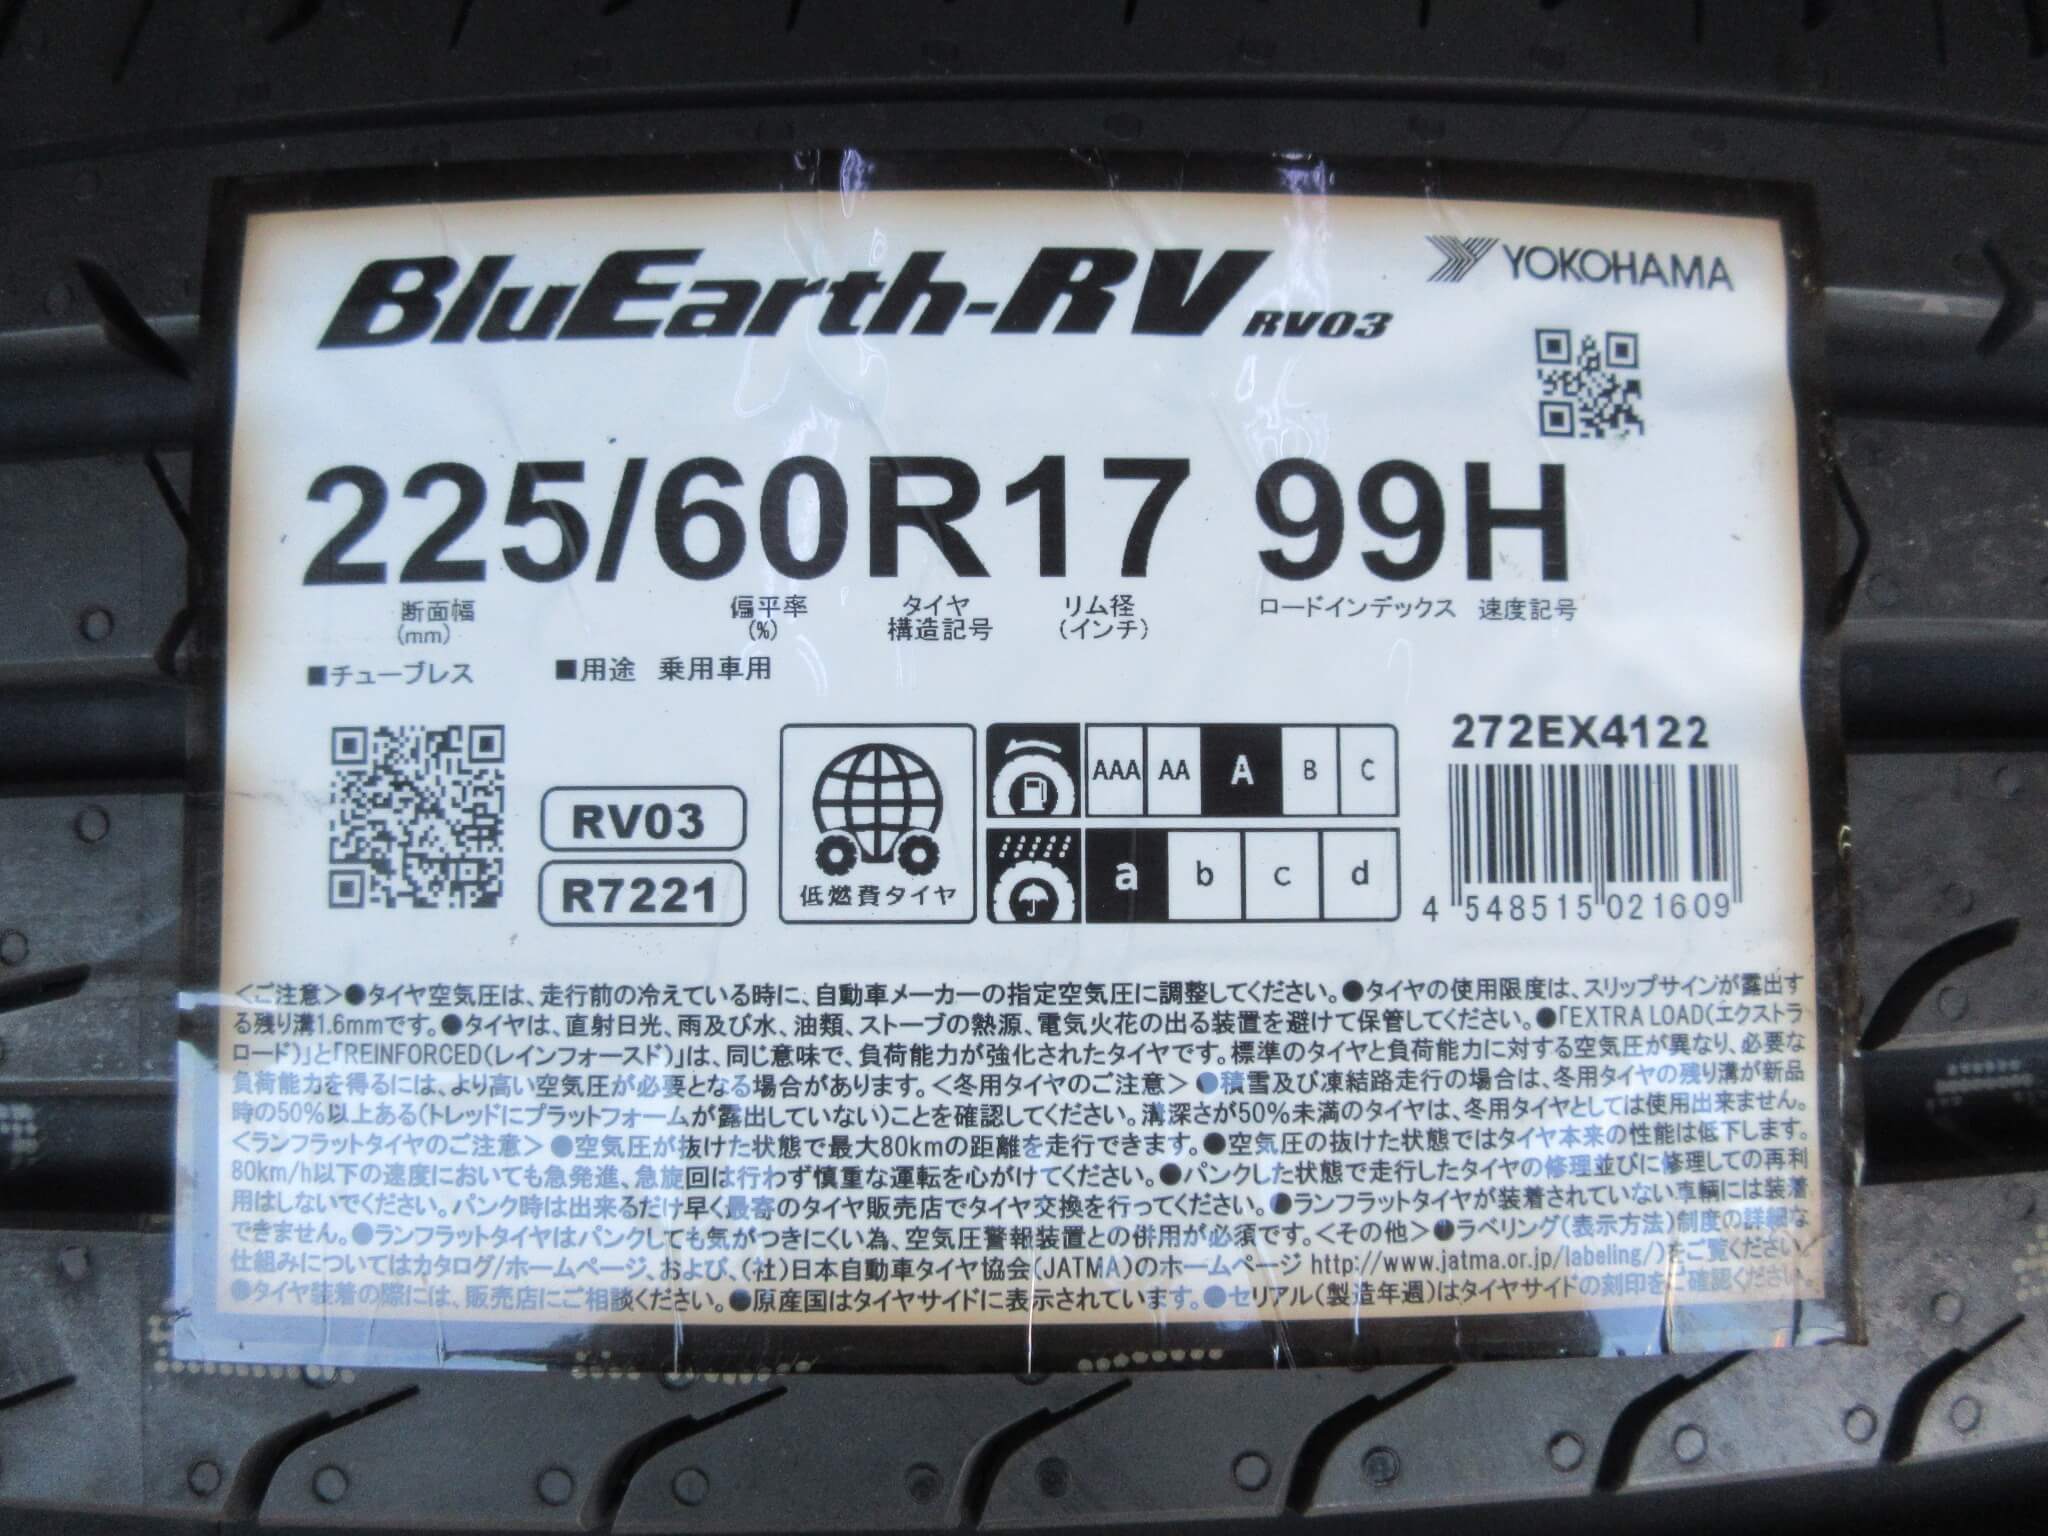 BluEarth-RV RV03
YOKOHAMA
225/60R17 99H
断面幅
(mm)
偏平率
(%)
タイヤ
構造記号
リム径
(インチ)
ロードインデックス 速度記号
■チューブレス ■用途 乗用車用
RV03
R7221
低燃費タイヤ
AAA AA A B C
a b c d
272EX4122
4 548515 021609
<ご注意>●タイヤ空気圧は、走行前の冷えている時に、自動車メーカーの指定空気圧に調整してください。●タイヤの使用限度は、スリップサインが露出す
る残り溝1.6mmです。●タイヤは、直射日光、雨及び水、油類、ストーブの熱源、電気火花の出る装置を避けて保管してください。●「EXTRA LOAD(エクストラ
ロード)」と「REINFORCED(レインフォースド)」は、同じ意味で、負荷能力が強化されたタイヤです。標準のタイヤと負荷能力に対する空気圧が異なり、必要な
負荷能力を得るには、より高い空気圧が必要となる場合があります。<冬用タイヤのご注意>●積雪及び凍結路走行の場合は、冬用タイヤの残り溝が新品
時の50%以上ある(トレッドにプラットフォームが露出していない)ことを確認してください。溝深さが50%未満のタイヤは、冬用タイヤとしては使用出来ません。
<ランフラットタイヤのご注意>●空気圧が抜けた状態で最大80kmの距離を走行できます。●空気圧の抜けた状態ではタイヤ本来の性能は低下します。
80km/h以下の速度においても急発進、急旋回は行わず慎重な運転を心がけてください。●パンクした状態で走行したタイヤの修理並びに修理しての再利
用はしないでください。パンク時は出来るだけ早く最寄のタイヤ販売店でタイヤ交換を行ってください。●ランフラットタイヤが装着されていない車輌には装着
できません。●ランフラットタイヤはパンクしても気がつきにくい為、空気圧警報装置との併用が必須です。<その他>●ラベリング(表示方法)制度の詳細な
仕組みについてはカタログ/ホームページ、および、(社)日本自動車タイヤ協会(JATMA)のホームページ http://www.jatma.or.jp/labeling/)をご覧ください。
●タイヤ装着の際には、販売店にご相談ください。●原産国はタイヤサイドに表示されています。●セリアル(製造年週)はタイヤサイドの刻印をご確認ください。